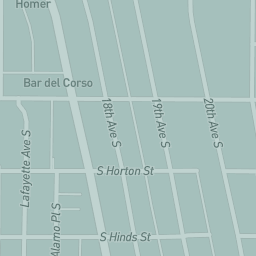 Homer
Bar del Corso
18th Ave S
19th Ave S
20th Ave S
Lafayette Ave S
S Horton St
Alamo Pl S
S Hinds St